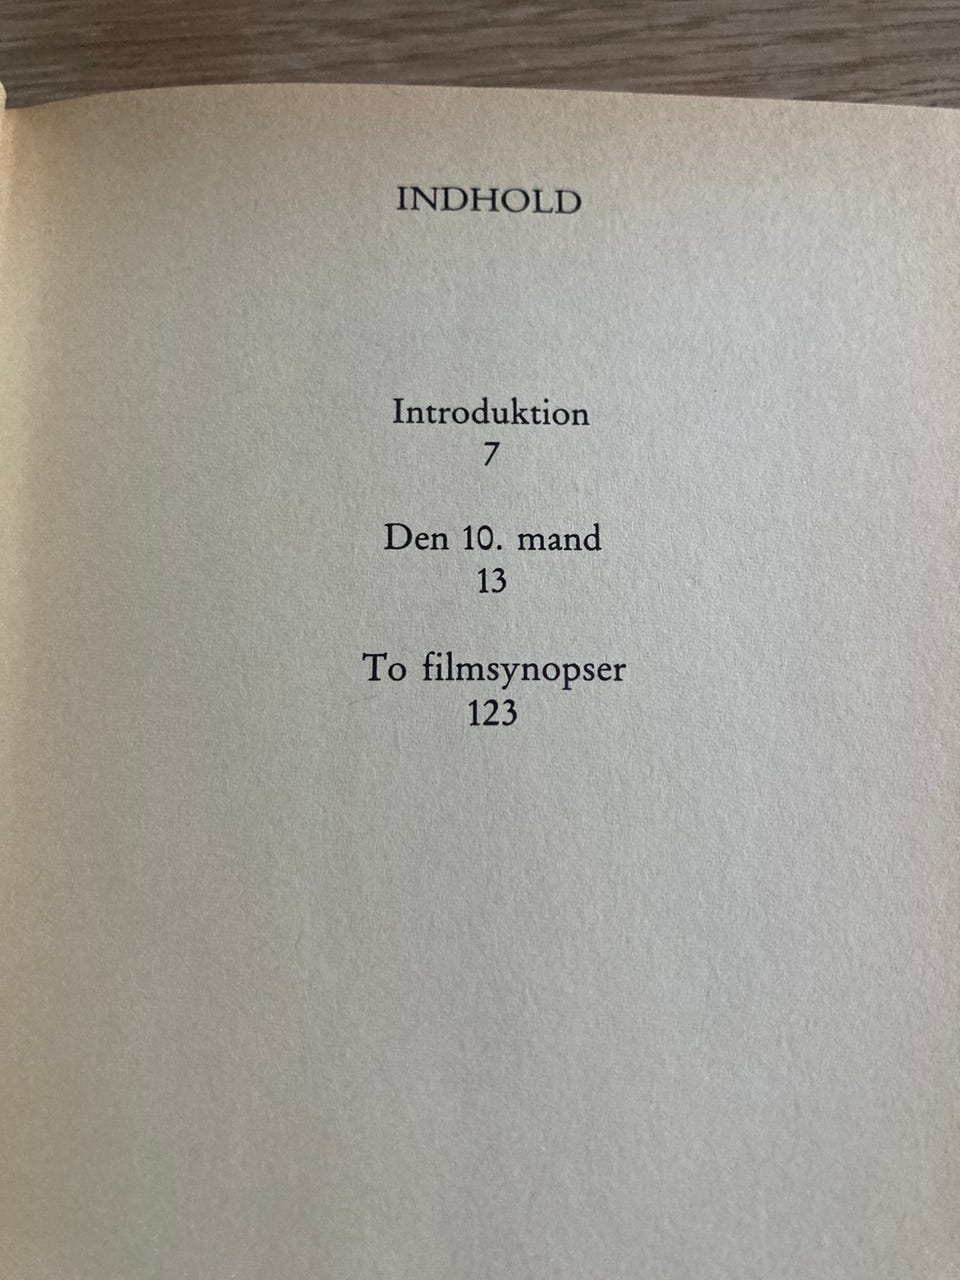 INDHOLD
Introduktion
7
Den 10. mand
13
To filmsynopser
123